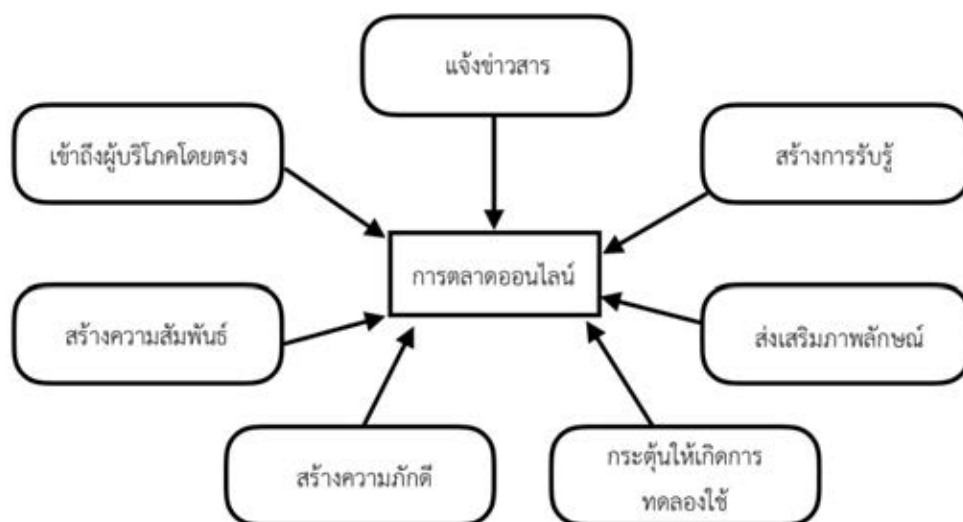 แจ้งข่าวสาร
เข้าถึงผู้บริโภคโดยตรง
สร้างการรับรู้
การตลาดออนไลน์
สร้างความสัมพันธ์
ส่งเสริมภาพลักษณ์
สร้างความภักดี
กระตุ้นให้เกิดการ
ทดลองใช้